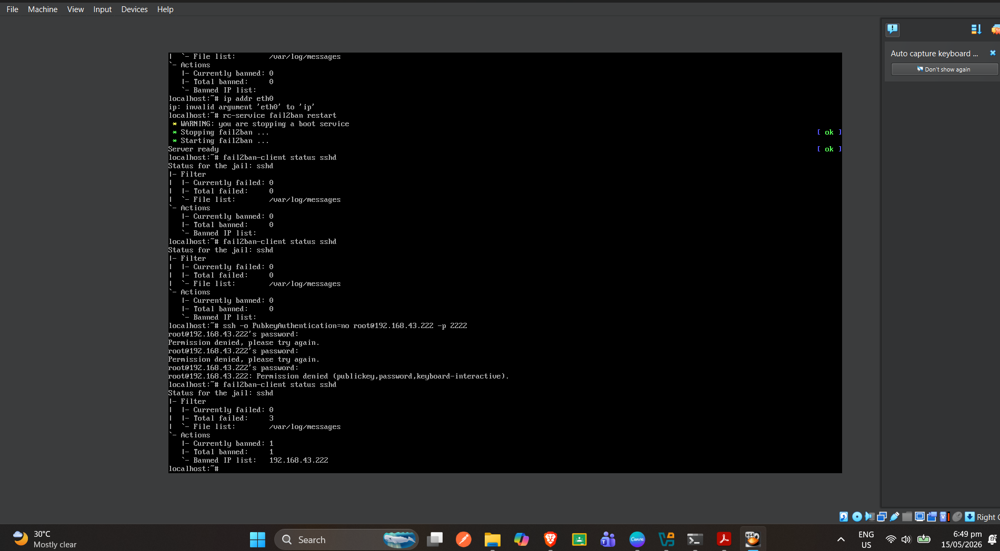 File Machine View Input Devices Help
Auto capture keyboard ...
Don't show again
| `- File list: /var/log/messages
`- Actions
|- Currently banned: 0
|- Total banned: 0
`- Banned IP list:
localhost:~# ip addr eth0
ip: invalid argument 'eth0' to 'ip'
localhost:~# rc-service fail2ban restart
* WARNING: you are stopping a boot service
* Stopping fail2ban ... [ ok ]
* Starting fail2ban ...
Server ready [ ok ]
localhost:~# fail2ban-client status sshd
Status for the jail: sshd
|- Filter
| |- Currently failed: 0
| |- Total failed: 0
| `- File list: /var/log/messages
`- Actions
|- Currently banned: 0
|- Total banned: 0
`- Banned IP list:
localhost:~# fail2ban-client status sshd
Status for the jail: sshd
|- Filter
| |- Currently failed: 0
| |- Total failed: 0
| `- File list: /var/log/messages
`- Actions
|- Currently banned: 0
|- Total banned: 0
`- Banned IP list:
localhost:~# ssh -o PubkeyAuthentication=no root@192.168.43.222 -p 2222
root@192.168.43.222's password:
Permission denied, please try again.
root@192.168.43.222's password:
Permission denied, please try again.
root@192.168.43.222's password:
root@192.168.43.222: Permission denied (publickey,password,keyboard-interactive).
localhost:~# fail2ban-client status sshd
Status for the jail: sshd
|- Filter
| |- Currently failed: 0
| |- Total failed: 3
| `- File list: /var/log/messages
`- Actions
|- Currently banned: 1
|- Total banned: 1
`- Banned IP list: 192.168.43.222
localhost:~#
Right
30°C
Mostly clear
Search
Canva
x64
ENG
US
6:49 pm
15/05/2026